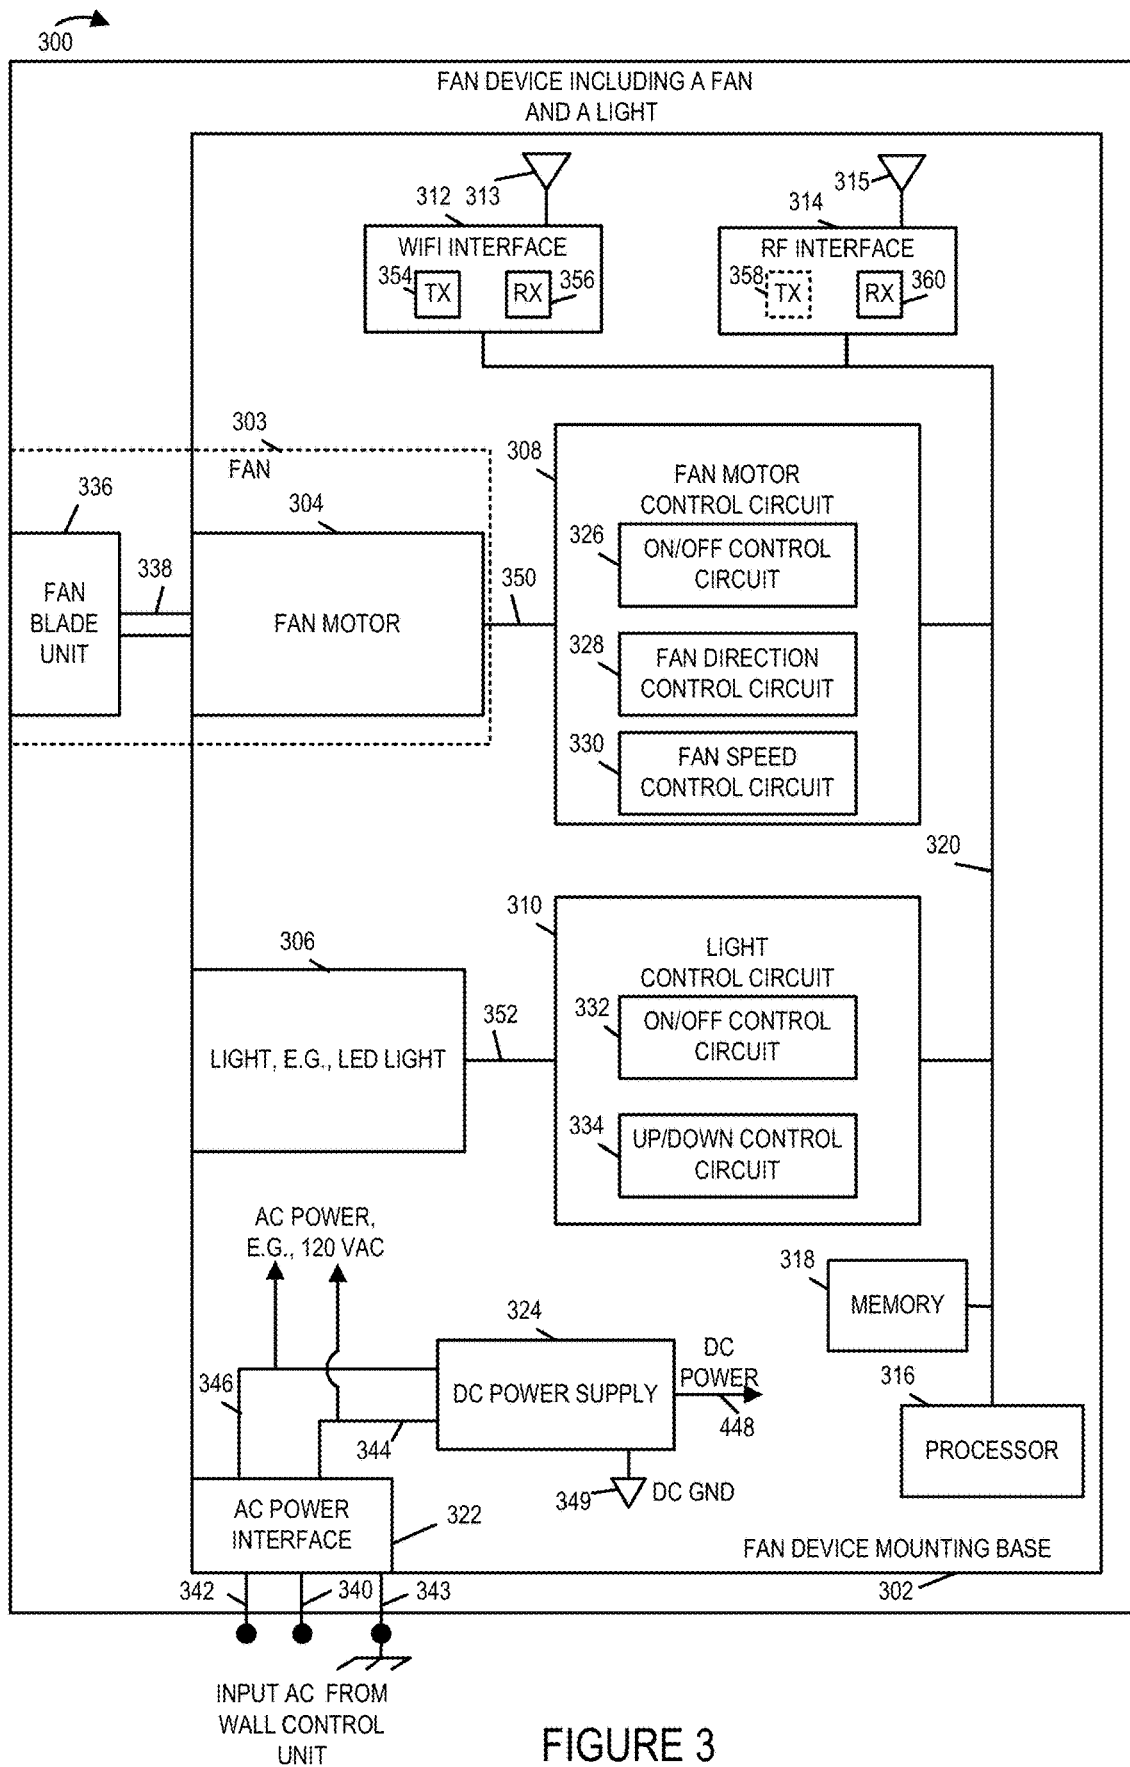 300
FAN DEVICE INCLUDING A FAN
AND A LIGHT
313
315
312
314
WIFI INTERFACE
RF INTERFACE
354
TX
RX
356
358
TX
RX
360
303
FAN
308
FAN MOTOR
CONTROL CIRCUIT
336
304
326
ON/OFF CONTROL
CIRCUIT
338
350
FAN
BLADE
UNIT
FAN MOTOR
328
FAN DIRECTION
CONTROL CIRCUIT
330
FAN SPEED
CONTROL CIRCUIT
320
310
306
LIGHT
CONTROL CIRCUIT
332
ON/OFF CONTROL
CIRCUIT
352
LIGHT, E.G., LED LIGHT
334
UP/DOWN CONTROL
CIRCUIT
AC POWER,
E.G., 120 VAC
318
MEMORY
324
DC
POWER
346
DC POWER SUPPLY
316
448
344
PROCESSOR
349
DC GND
AC POWER
INTERFACE
322
FAN DEVICE MOUNTING BASE
342
340
343
302
INPUT AC FROM
WALL CONTROL
UNIT
FIGURE 3